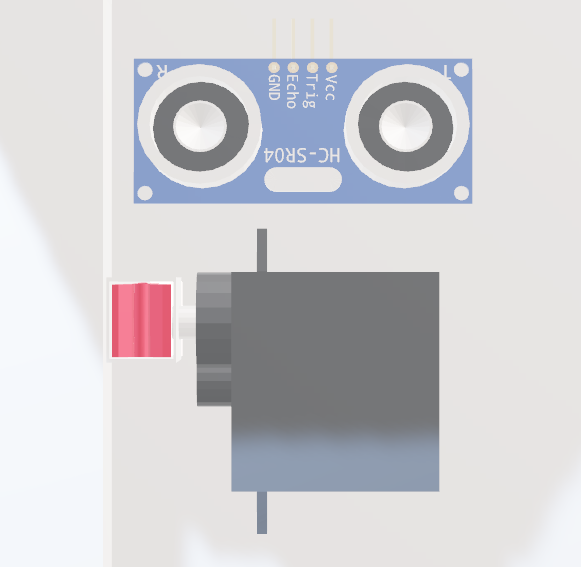 R
T
GND
Echo
Trig
Vcc
HC-SR04